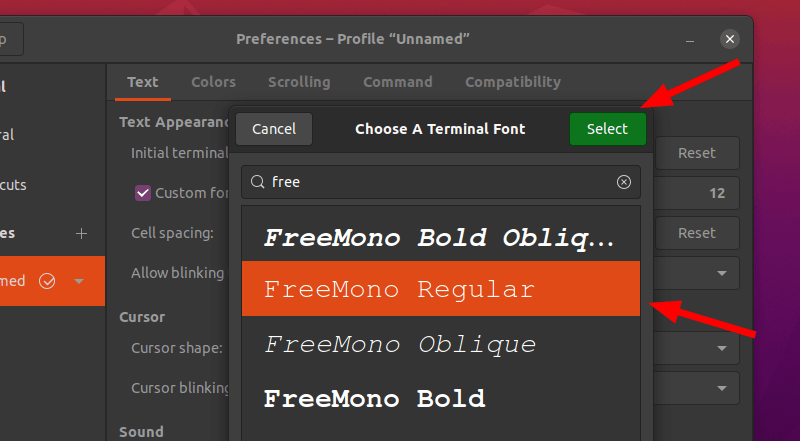 p
Preferences – Profile “Unnamed”
al
Text Colors Scrolling Command Compatibility
ral
cuts
es +
med
Text Appearanc
Cancel Choose A Terminal Font Select
Initial terminal
Reset
free
Custom for
12
Cell spacing:
Reset
FreeMono Bold Obliq...
Allow blinking
FreeMono Regular
Cursor
Cursor shape:
FreeMono Oblique
Cursor blinking
FreeMono Bold
Sound